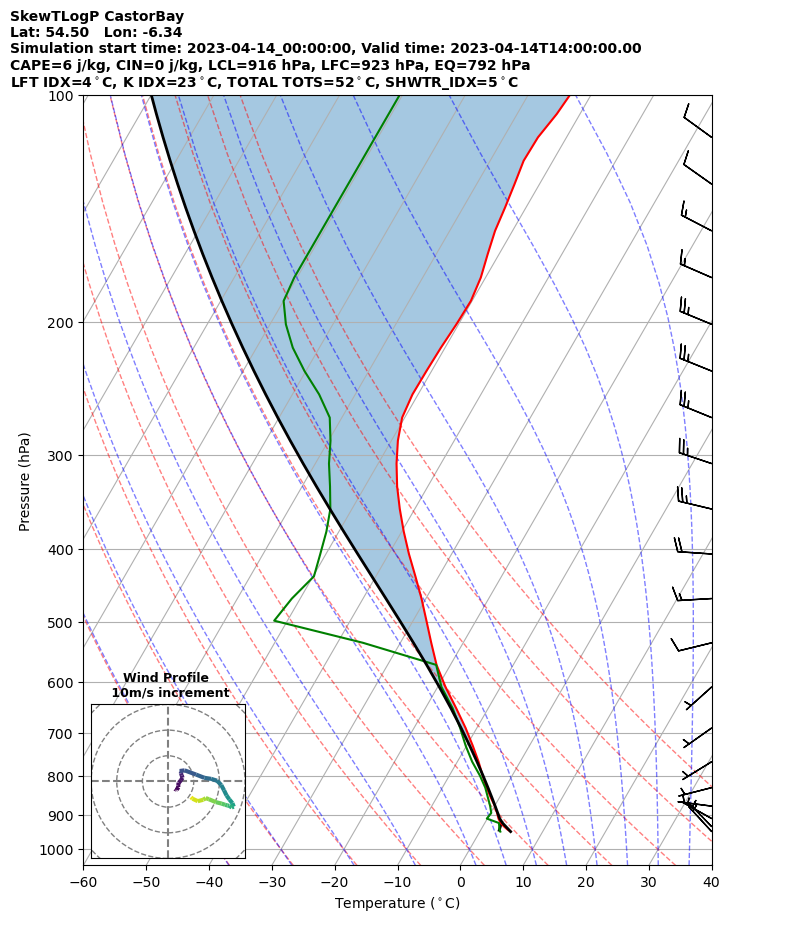 SkewTLogP CastorBay
Lat: 54.50   Lon: -6.34
Simulation start time: 2023-04-14_00:00:00, Valid time: 2023-04-14T14:00:00.00
CAPE=6 j/kg, CIN=0 j/kg, LCL=916 hPa, LFC=923 hPa, EQ=792 hPa
LFT IDX=4°C, K IDX=23°C, TOTAL TOTS=52°C, SHWTR_IDX=5°C
100
200
300
400
500
600
700
800
900
1000
Pressure (hPa)
Wind Profile
10m/s increment
−60 −50 −40 −30 −20 −10 0 10 20 30 40
Temperature (°C)